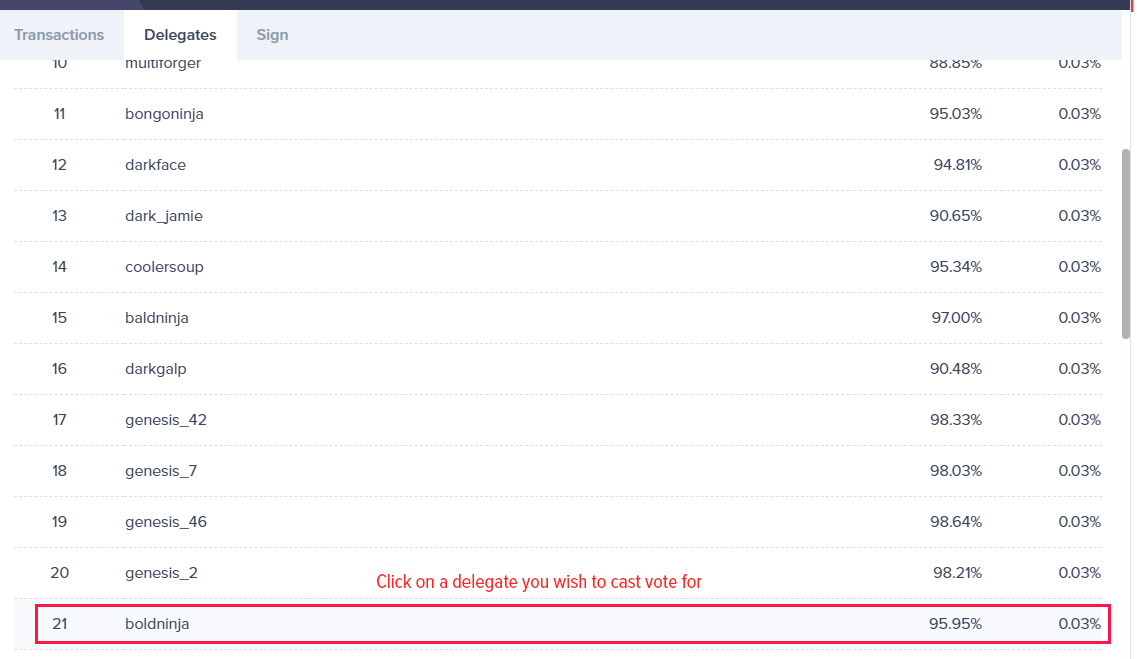 Transactions Delegates Sign
10 multiforger 88.85% 0.03%
11 bongoninja 95.03% 0.03%
12 darkface 94.81% 0.03%
13 dark_jamie 90.65% 0.03%
14 coolersoup 95.34% 0.03%
15 baldninja 97.00% 0.03%
16 darkgalp 90.48% 0.03%
17 genesis_42 98.33% 0.03%
18 genesis_7 98.03% 0.03%
19 genesis_46 98.64% 0.03%
20 genesis_2 98.21% 0.03%
Click on a delegate you wish to cast vote for
21 boldninja 95.95% 0.03%